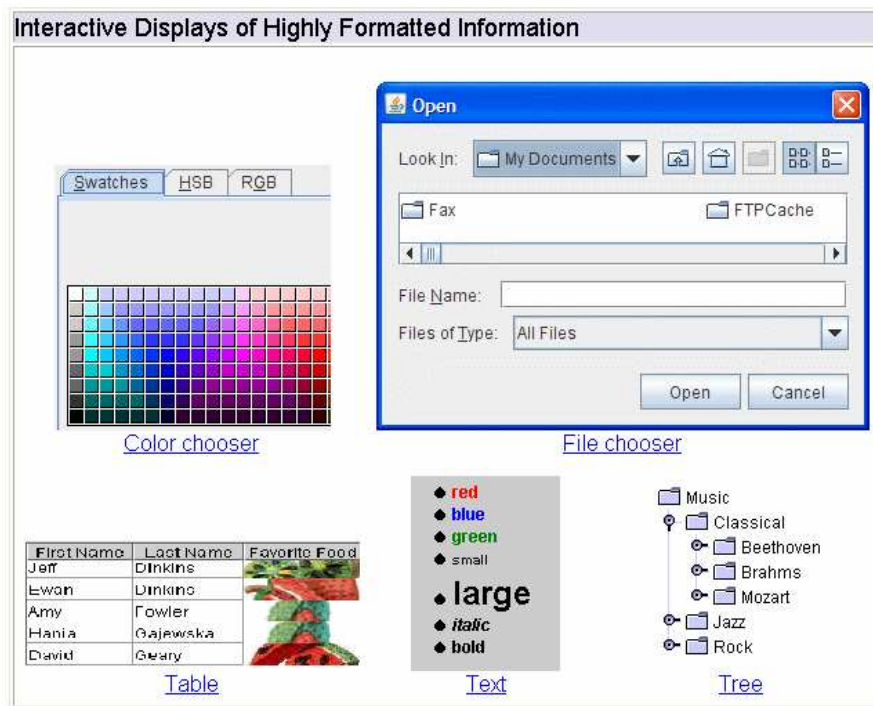 Interactive Displays of Highly Formatted Information
Swatches HSB RGB
Color chooser
Open
Look In: My Documents
Fax FTPCache
File Name:
Files of Type: All Files
Open Cancel
File chooser
First Name Last Name Favorite Food
Jeff Dinkins
Ewan Dinkins
Amy Fowler
Hania Gajewska
David Geary
Table
red
blue
green
small
large
italic
bold
Text
Music
Classical
Beethoven
Brahms
Mozart
Jazz
Rock
Tree